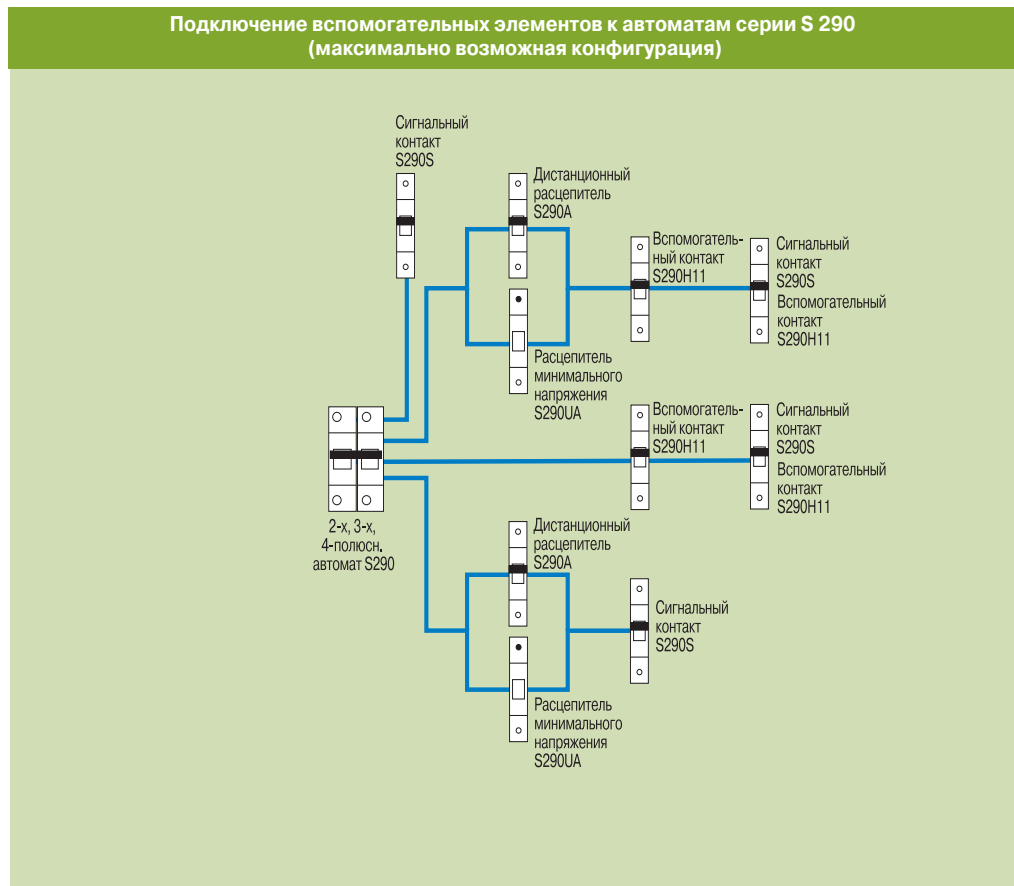 Подключение вспомогательных элементов к автоматам серии S 290
(максимально возможная конфигурация)
Сигнальный
контакт
S290S
Дистанционный
расцепитель
S290A
Вспомогатель-
ный контакт
S290H11
Сигнальный
контакт
S290S
Вспомогательный
контакт
S290H11
Расцепитель
минимального
напряжения
S290UA
Вспомогатель-
ный контакт
S290H11
Сигнальный
контакт
S290S
Вспомогательный
контакт
S290H11
2-х, 3-х,
4-полюсн.
автомат S290
Дистанционный
расцепитель
S290A
Сигнальный
контакт
S290S
Расцепитель
минимального
напряжения
S290UA